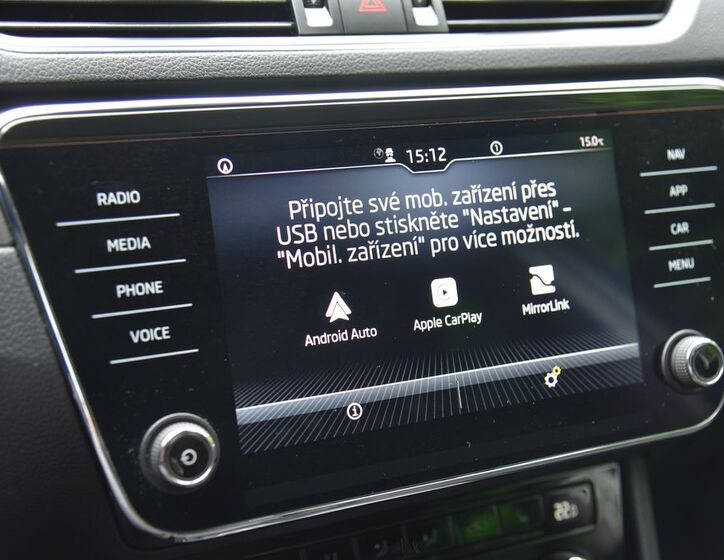 15:12
15.0°C
RADIO
MEDIA
PHONE
VOICE
Připojte své mob. zařízení přes
USB nebo stiskněte "Nastavení" –
"Mobil. zařízení" pro více možností.
Android Auto
Apple CarPlay
MirrorLink
NAV
APP
CAR
MENU